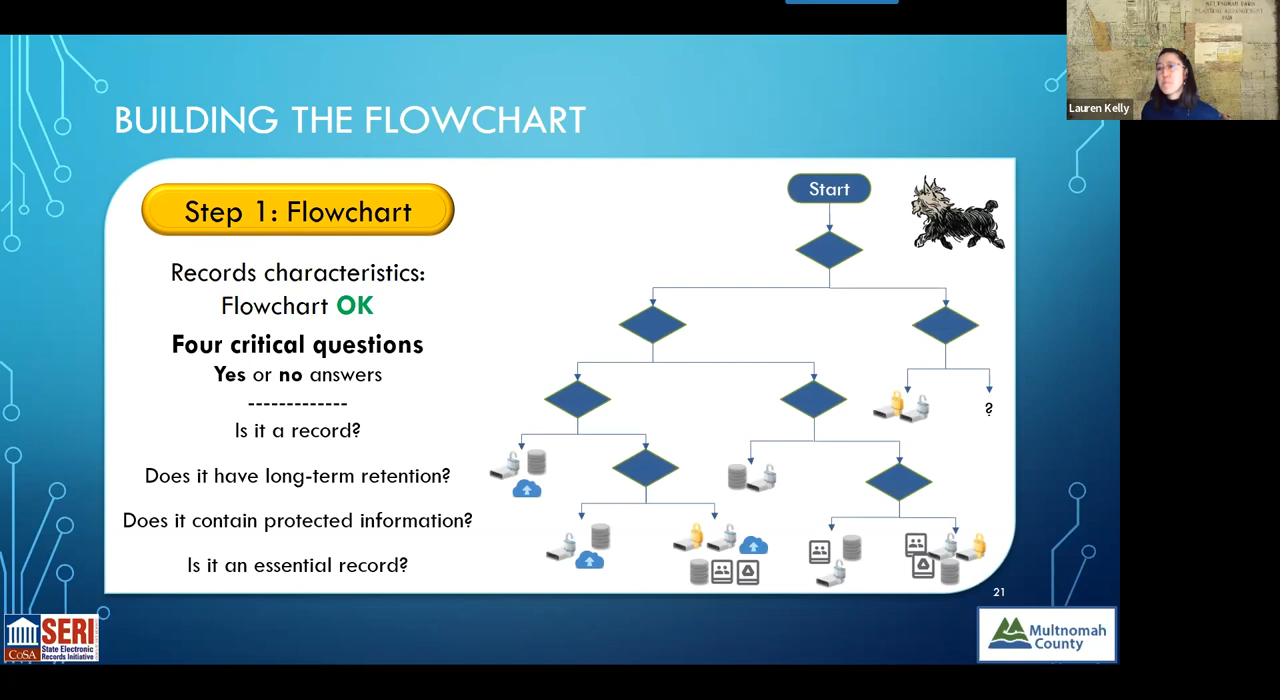 BUILDING THE FLOWCHART
Step 1: Flowchart
Records characteristics:
Flowchart OK
Four critical questions
Yes or no answers
-------------
Is it a record?
Does it have long-term retention?
Does it contain protected information?
Is it an essential record?
Start
?
21
SERI
State Electronic
Records Initiative
CoSA
Multnomah
County
MULTNOMAH
Lauren Kelly